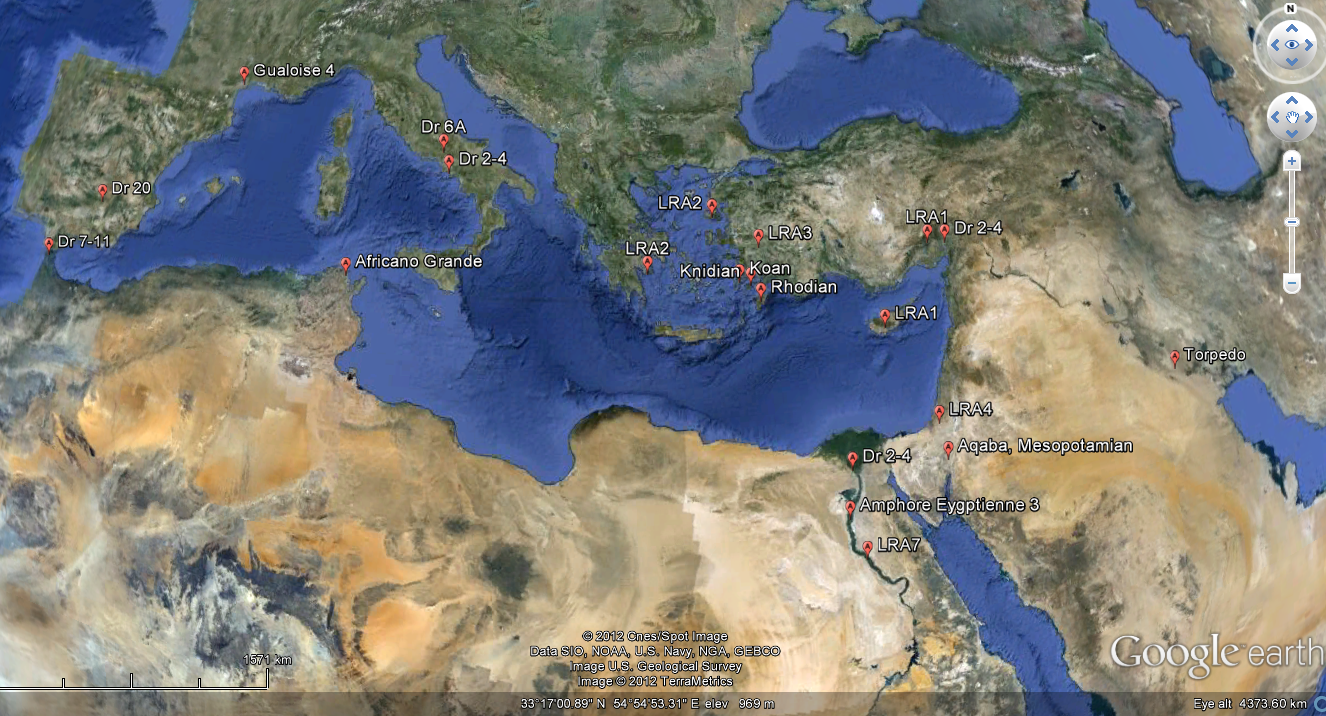 N
Gualoise 4
Dr 6A
Dr 2-4
Dr 20
LRA2
LRA1
Dr 2-4
LRA3
Dr 7-11
LRA2
Africano Grande
Knidian
Koan
Rhodian
LRA1
Torpedo
LRA4
Aqaba, Mesopotamian
Dr 2-4
Amphore Eygptienne 3
LRA7
© 2012 Cnes/Spot Image
Data SIO, NOAA, U.S. Navy, NGA, GEBCO
Image U.S. Geological Survey
Image © 2012 TerraMetrics
Google earth
1571 km
33°17'00.89" N 54°54'53.31" E elev 969 m
Eye alt 4373.60 km